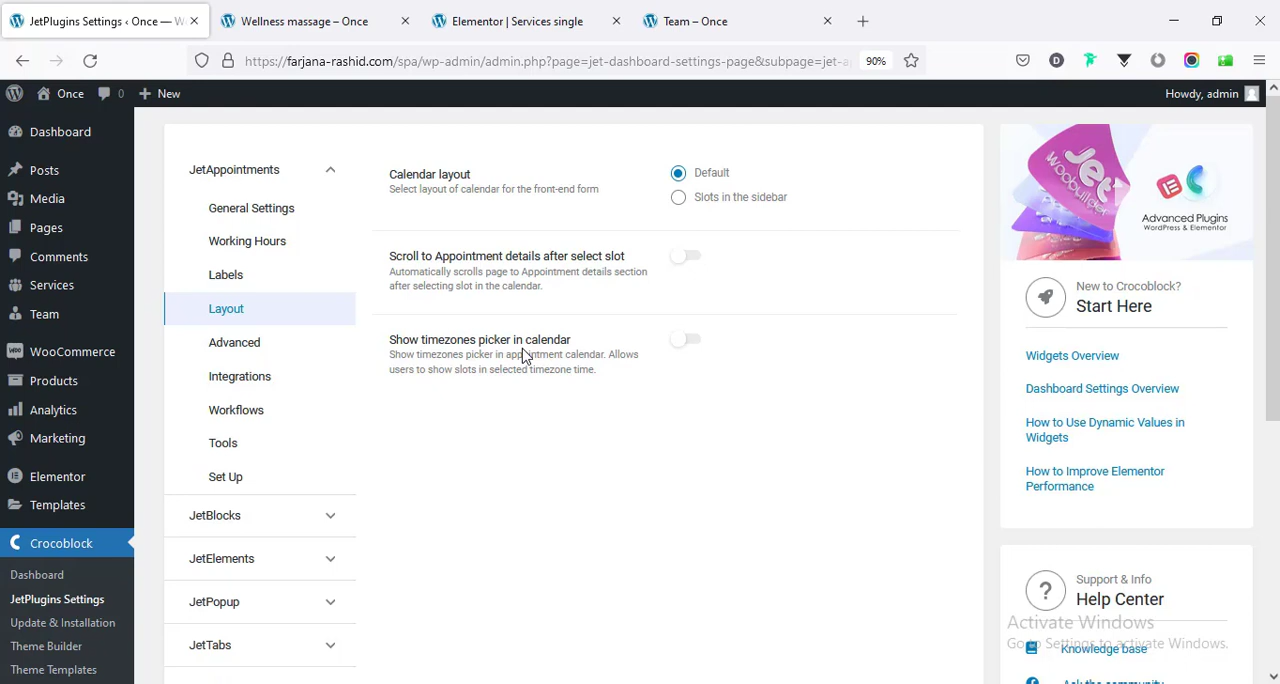 JetPlugins Settings ‹ Once — W
Wellness massage – Once
Elementor | Services single
Team – Once
https://farjana-rashid.com/spa/wp-admin/admin.php?page=jet-dashboard-settings-page&subpage=jet-a
90%
Once
0
New
Howdy, admin
Dashboard
Posts
Media
Pages
Comments
Services
Team
WooCommerce
Products
Analytics
Marketing
Elementor
Templates
Crocoblock
Dashboard
JetPlugins Settings
Update & Installation
Theme Builder
Theme Templates
JetAppointments
General Settings
Working Hours
Labels
Layout
Advanced
Integrations
Workflows
Tools
Set Up
JetBlocks
JetElements
JetPopup
JetTabs
Calendar layout
Select layout of calendar for the front-end form
Default
Slots in the sidebar
Scroll to Appointment details after select slot
Automatically scrolls page to Appointment details section
after selecting slot in the calendar.
Show timezones picker in calendar
Show timezones picker in appointment calendar. Allows
users to show slots in selected timezone time.
Jet
WooBuilder
Advanced Plugins
WordPress & Elementor
New to Crocoblock?
Start Here
Widgets Overview
Dashboard Settings Overview
How to Use Dynamic Values in
Widgets
How to Improve Elementor
Performance
Support & Info
Help Center
Activate Windows
Go to Settings to activate Windows.
Knowledge base
Ask the community